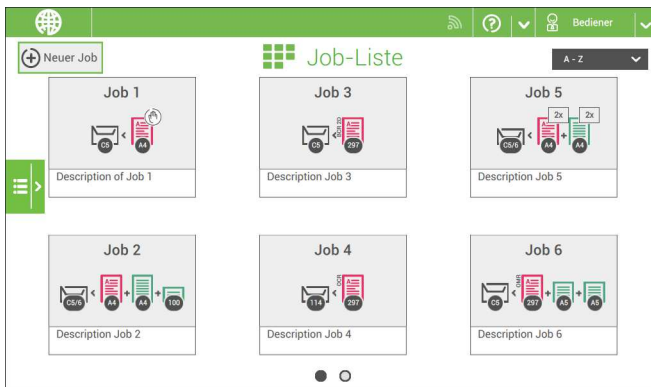 Bediener
Neuer Job
Job-Liste
A - Z
Job 1
C5 A4
Description of Job 1
Job 3
BCR 2D
C5 297
Description Job 3
Job 5
2x 2x
C5/6 A4 A4
Description Job 5
Job 2
C5/6 A4 A4 100
Description Job 2
Job 4
114 297
Description Job 4
Job 6
OMR
C5 297 A5 A5
Description Job 6